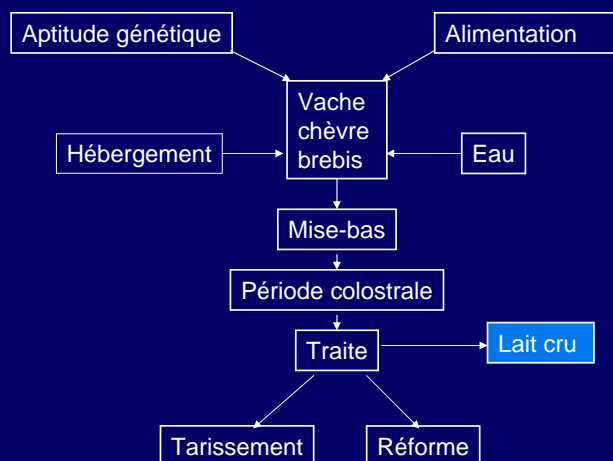 Aptitude génétique
Alimentation
Vache
chèvre
brebis
Hébergement
Eau
Mise-bas
Période colostrale
Traite
Lait cru
Tarissement
Réforme